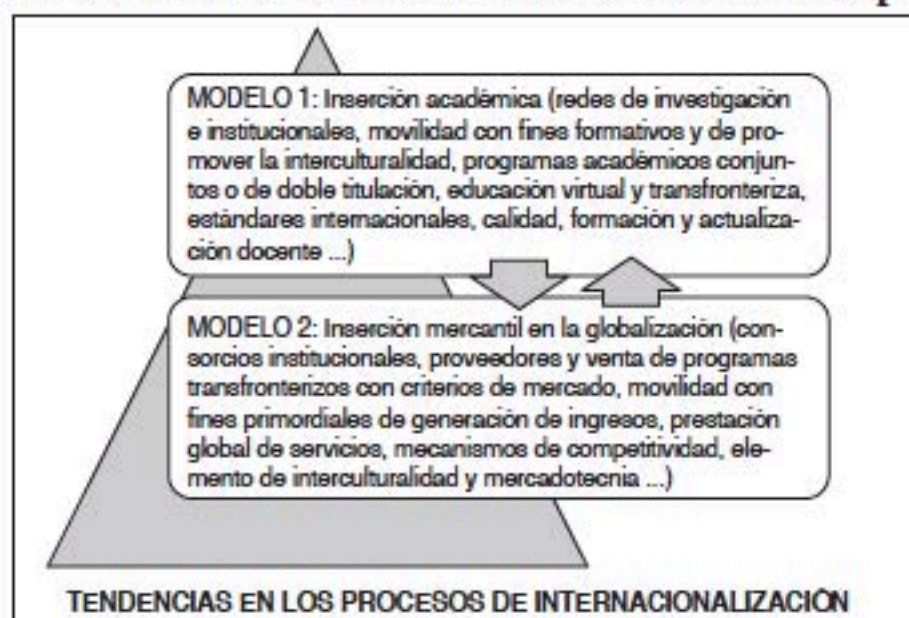 MODELO 1: Inserción académica (redes de investigación
e institucionales, movilidad con fines formativos y de pro-
mover la interculturalidad, programas académicos conjun-
tos o de doble titulación, educación virtual y transfronteriza,
estándares internacionales, calidad, formación y actualiza-
ción docente ...)
MODELO 2: Inserción mercantil en la globalización (con-
sorcios institucionales, proveedores y venta de programas
transfronterizos con criterios de mercado, movilidad con
fines primordiales de generación de ingresos, prestación
global de servicios, mecanismos de competitividad, ele-
mento de interculturalidad y mercadotecnia ...)
TENDENCIAS EN LOS PROCESOS DE INTERNACIONALIZACIÓN